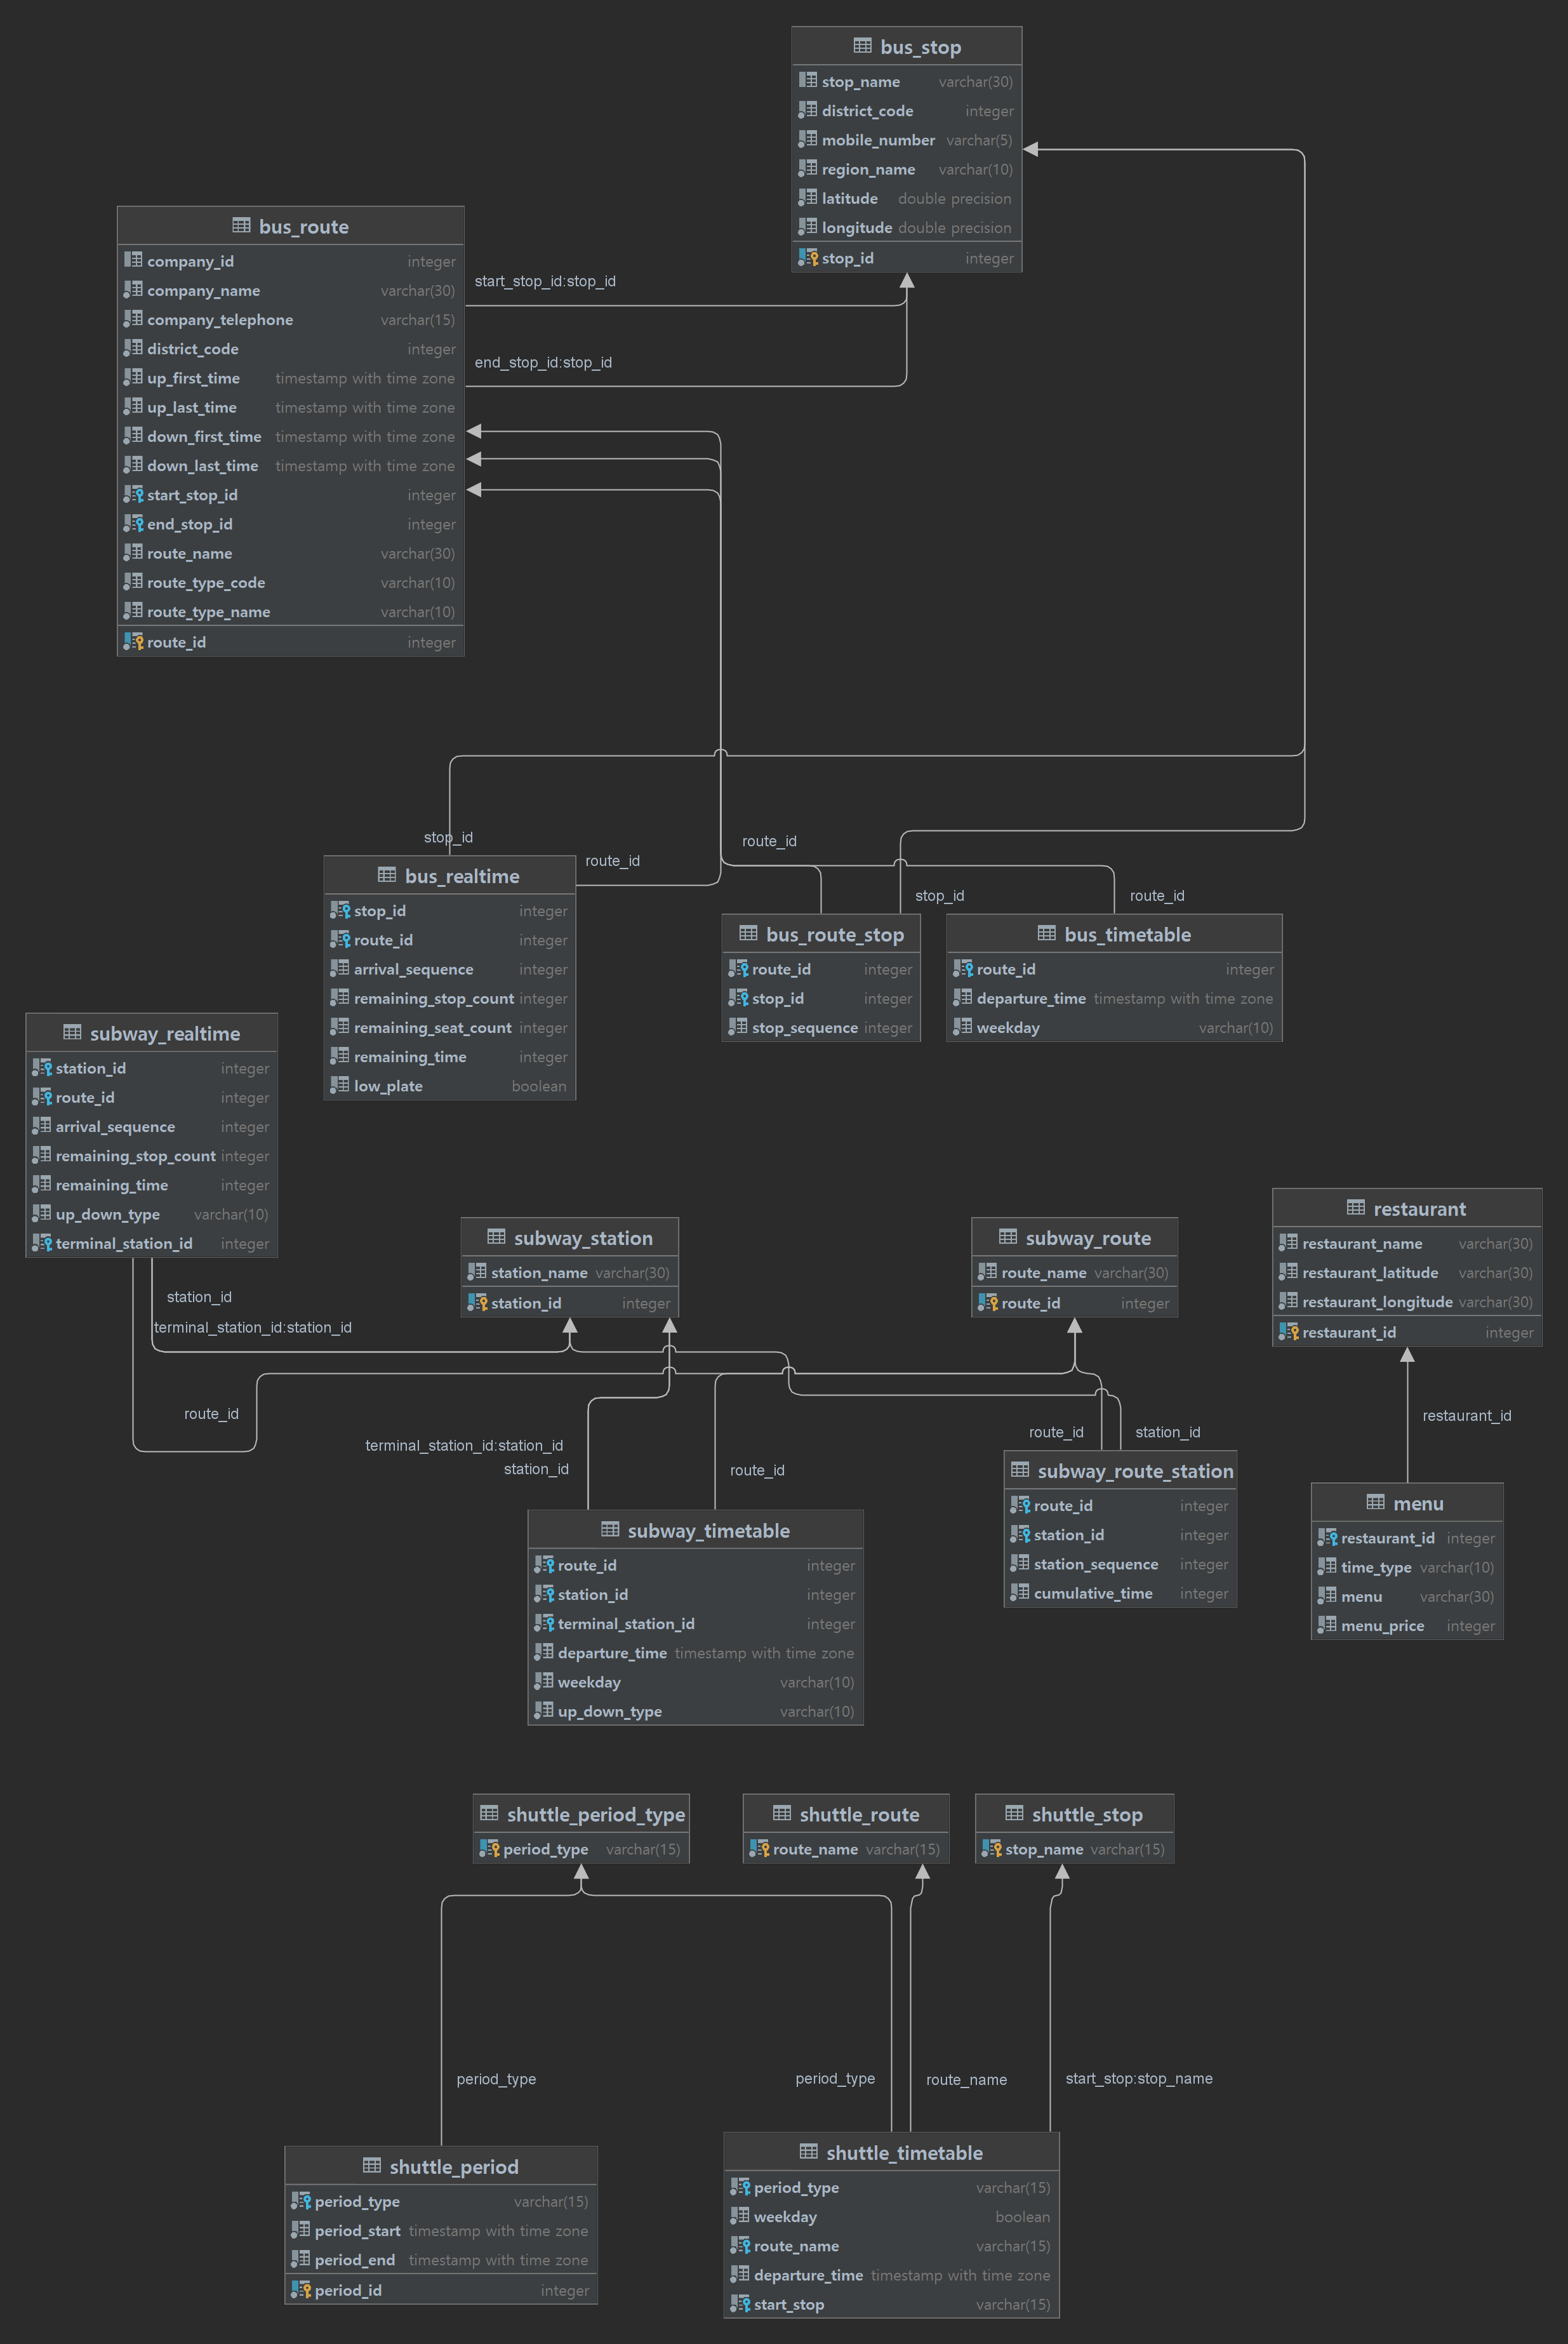 bus_stop
stop_name varchar(30)
district_code integer
mobile_number varchar(5)
region_name varchar(10)
latitude double precision
longitude double precision
stop_id integer
bus_route
company_id integer
company_name varchar(30)
company_telephone varchar(15)
district_code integer
up_first_time timestamp with time zone
up_last_time timestamp with time zone
down_first_time timestamp with time zone
down_last_time timestamp with time zone
start_stop_id integer
end_stop_id integer
route_name varchar(30)
route_type_code varchar(10)
route_type_name varchar(10)
route_id integer
start_stop_id:stop_id
end_stop_id:stop_id
stop_id
route_id
route_id
stop_id
route_id
bus_realtime
stop_id integer
route_id integer
arrival_sequence integer
remaining_stop_count integer
remaining_seat_count integer
remaining_time integer
low_plate boolean
bus_route_stop
route_id integer
stop_id integer
stop_sequence integer
bus_timetable
route_id integer
departure_time timestamp with time zone
weekday varchar(10)
subway_realtime
station_id integer
route_id integer
arrival_sequence integer
remaining_stop_count integer
remaining_time integer
up_down_type varchar(10)
terminal_station_id integer
subway_station
station_name varchar(30)
station_id integer
subway_route
route_name varchar(30)
route_id integer
restaurant
restaurant_name varchar(30)
restaurant_latitude varchar(30)
restaurant_longitude varchar(30)
restaurant_id integer
station_id
terminal_station_id:station_id
route_id
terminal_station_id:station_id
station_id
route_id
route_id
station_id
restaurant_id
subway_route_station
route_id integer
station_id integer
station_sequence integer
cumulative_time integer
menu
restaurant_id integer
time_type varchar(10)
menu varchar(30)
menu_price integer
subway_timetable
route_id integer
station_id integer
terminal_station_id integer
departure_time timestamp with time zone
weekday varchar(10)
up_down_type varchar(10)
shuttle_period_type
period_type varchar(15)
shuttle_route
route_name varchar(15)
shuttle_stop
stop_name varchar(15)
period_type
period_type
route_name
start_stop:stop_name
shuttle_period
period_type varchar(15)
period_start timestamp with time zone
period_end timestamp with time zone
period_id integer
shuttle_timetable
period_type varchar(15)
weekday boolean
route_name varchar(15)
departure_time timestamp with time zone
start_stop varchar(15)